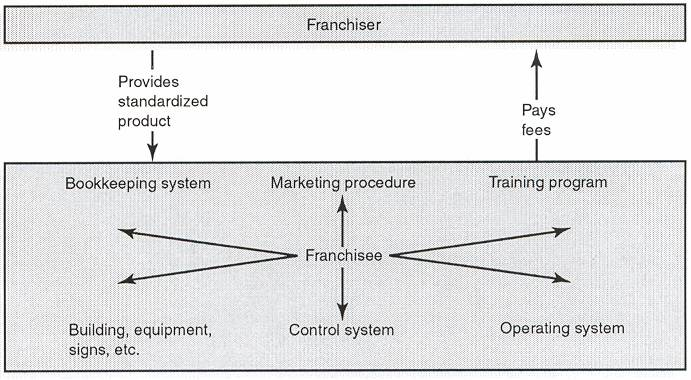 Franchiser
Provides
standardized
product
Pays
fees
Bookkeeping system
Marketing procedure
Training program
Franchisee
Building, equipment,
signs, etc.
Control system
Operating system